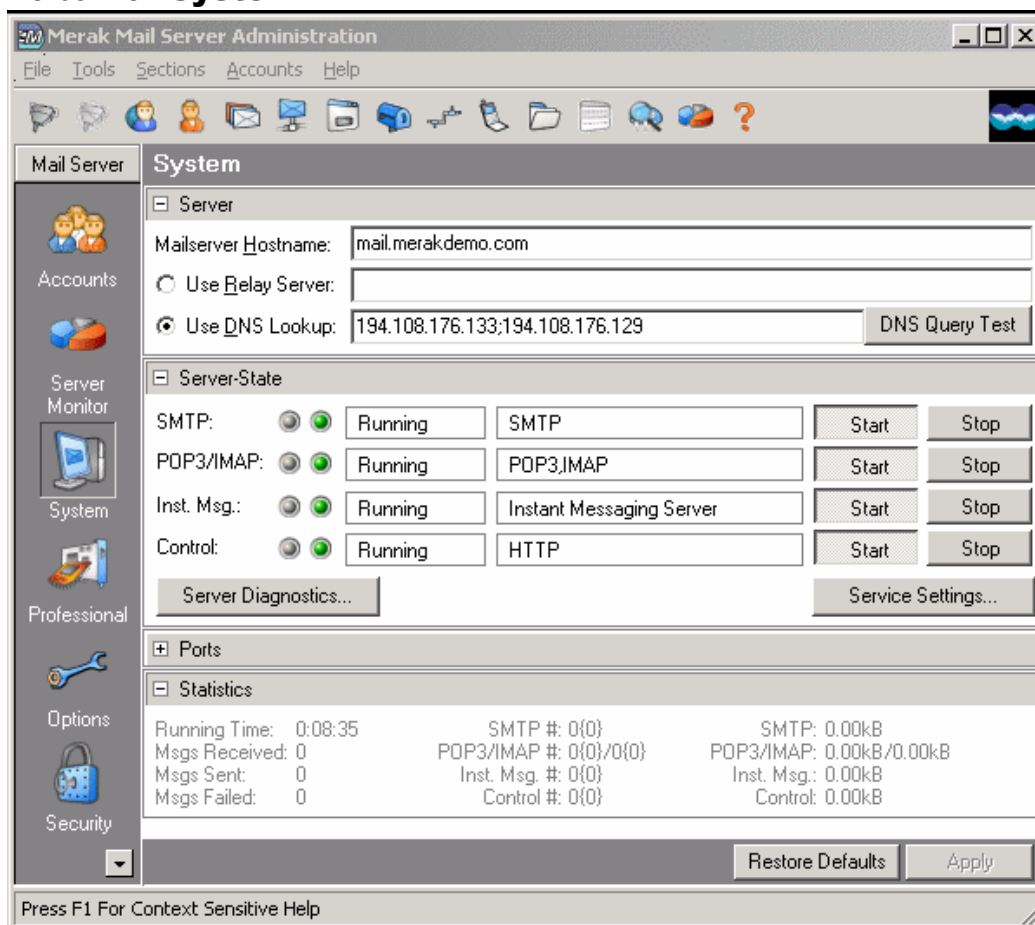 Merak Mail Server Administration
File Tools Sections Accounts Help
Mail Server
System
Accounts
Server
Monitor
System
Professional
Options
Security
Server
Mailserver Hostname: mail.merakdemo.com
Use Relay Server:
Use DNS Lookup: 194.108.176.133;194.108.176.129 DNS Query Test
Server-State
SMTP: Running SMTP Start Stop
POP3/IMAP: Running POP3,IMAP Start Stop
Inst. Msg.: Running Instant Messaging Server Start Stop
Control: Running HTTP Start Stop
Server Diagnostics... Service Settings...
Ports
Statistics
Running Time: 0:08:35 SMTP #: 0{0} SMTP: 0.00kB
Msgs Received: 0 POP3/IMAP #: 0{0}/0{0} POP3/IMAP: 0.00kB/0.00kB
Msgs Sent: 0 Inst. Msg. #: 0{0} Inst. Msg.: 0.00kB
Msgs Failed: 0 Control #: 0{0} Control: 0.00kB
Restore Defaults Apply
Press F1 For Context Sensitive Help